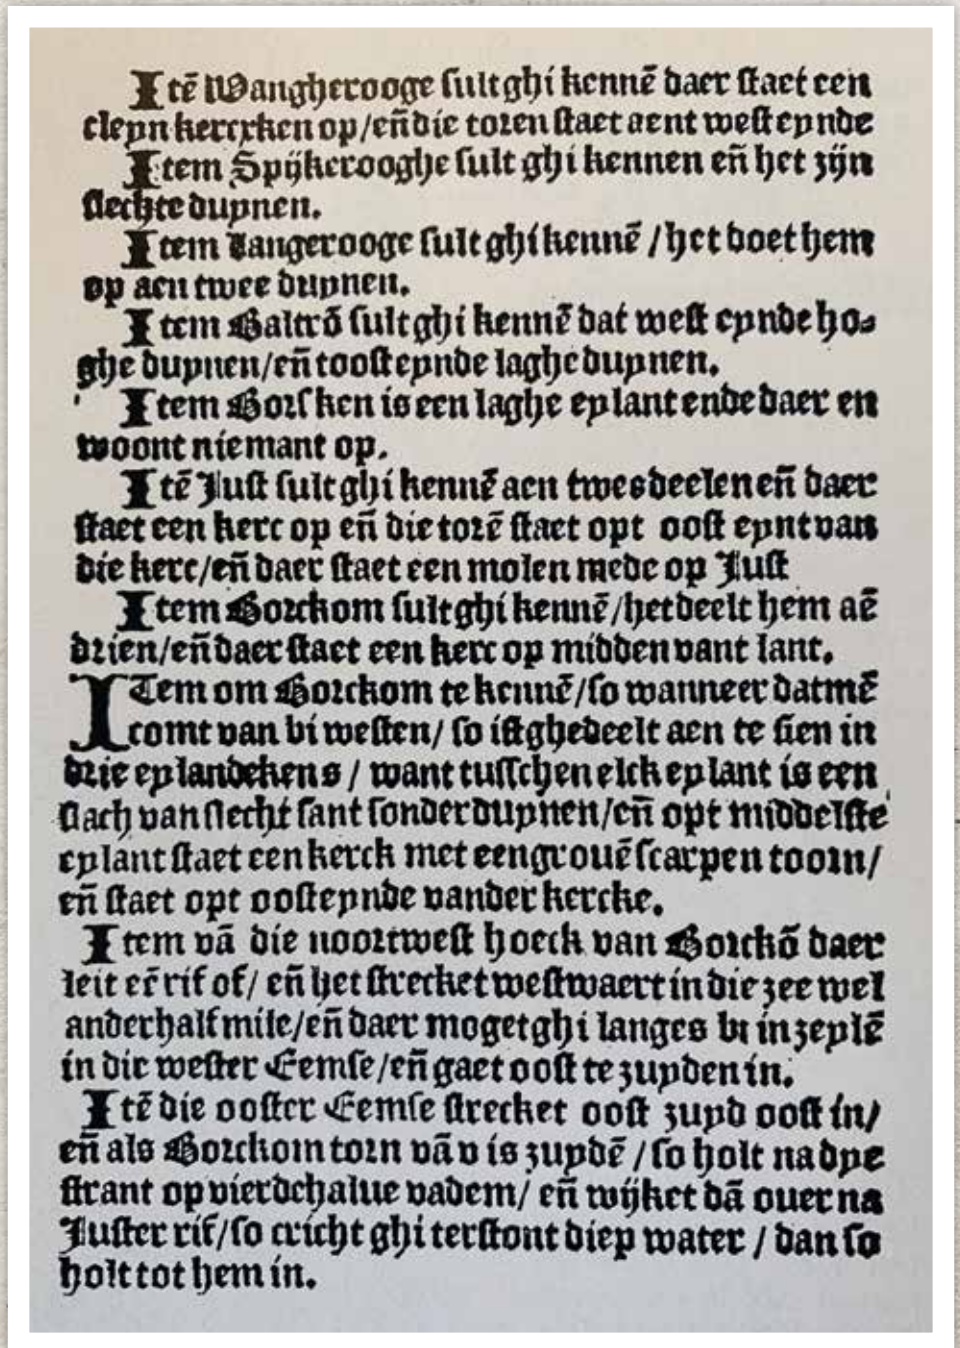 Itē Wangherooge sult ghi kennē daer staet een
cleyn kercxken op/eñ die toren staet aent west eynde
Item Spijkerooghe sult ghi kennen eñ het zijn
slechte duynen.
Item Langerooge sult ghi kennē /het doet hem
op aen twee duynen.
Item Baltrō sult ghi kennē dat west eynde ho-
ghe duynen/eñ toost eynde laghe duynen.
Item Borsken is een laghe eylant ende daer en
woont niemant op.
Itē Just sult ghi kennē aen twes deelen eñ daer
staet een kerc op eñ die torē staet opt oost eynt van
die kerc/eñ daer staet een molen mede op Just
Item Borckom sult ghi kennē/het deelt hem aē
drien/eñ daer staet een kerc op midden vant lant.
ITem om Borckom te kennē/so wanneer datmē
comt van bi westen/ so ist ghedeelt aen te sien in
drie eylandekens / want tusschen elck eylant is een
slach van slecht sant sonder duynen/eñ opt middelste
eylant staet een kerck met een grouē scarpen toorn/
eñ staet opt oosteynde vander kercke.
Item vā die noortwest hoeck van Borckō daer
leit eē rif of/ eñ het strecket westwaert in die zee wel
anderhalf mile/eñ daer moget ghi langes bi in zeylē
in die wester Eemse/eñ gaet oost te zuyden in.
Itē die ooster Eemse strecket oost zuyd oost in/
eñ als Borckom torn vā v is zuydē /so holt na dye
strant op vierdehalue vadem/ eñ wijket dā ouer na
Juster rif/so cricht ghi terstont diep water / dan so
holt tot hem in.